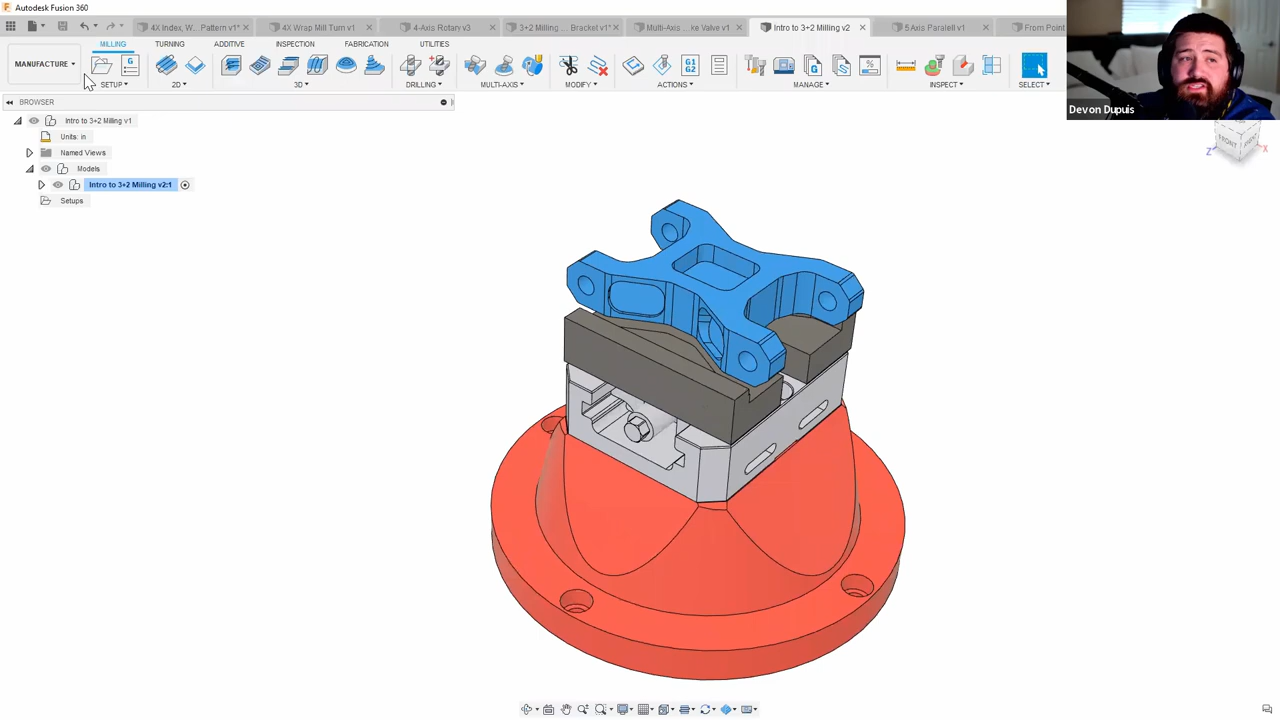 Autodesk Fusion 360
4X Index, W... Pattern v1*
4X Wrap Mill Turn v1
4-Axis Rotary v3
3+2 Milling ... Bracket v1*
Multi-Axis ... ke Valve v1
Intro to 3+2 Milling v2
5 Axis Paralell v1
From Point
MILLING
TURNING
ADDITIVE
INSPECTION
FABRICATION
UTILITIES
MANUFACTURE
SETUP
2D
3D
DRILLING
MULTI-AXIS
MODIFY
ACTIONS
MANAGE
INSPECT
SELECT
G
G1
G2
G
Devon Dupuis
BROWSER
Intro to 3+2 Milling v1
Units: in
Named Views
Models
Intro to 3+2 Milling v2:1
Setups
FRONT
Z
X